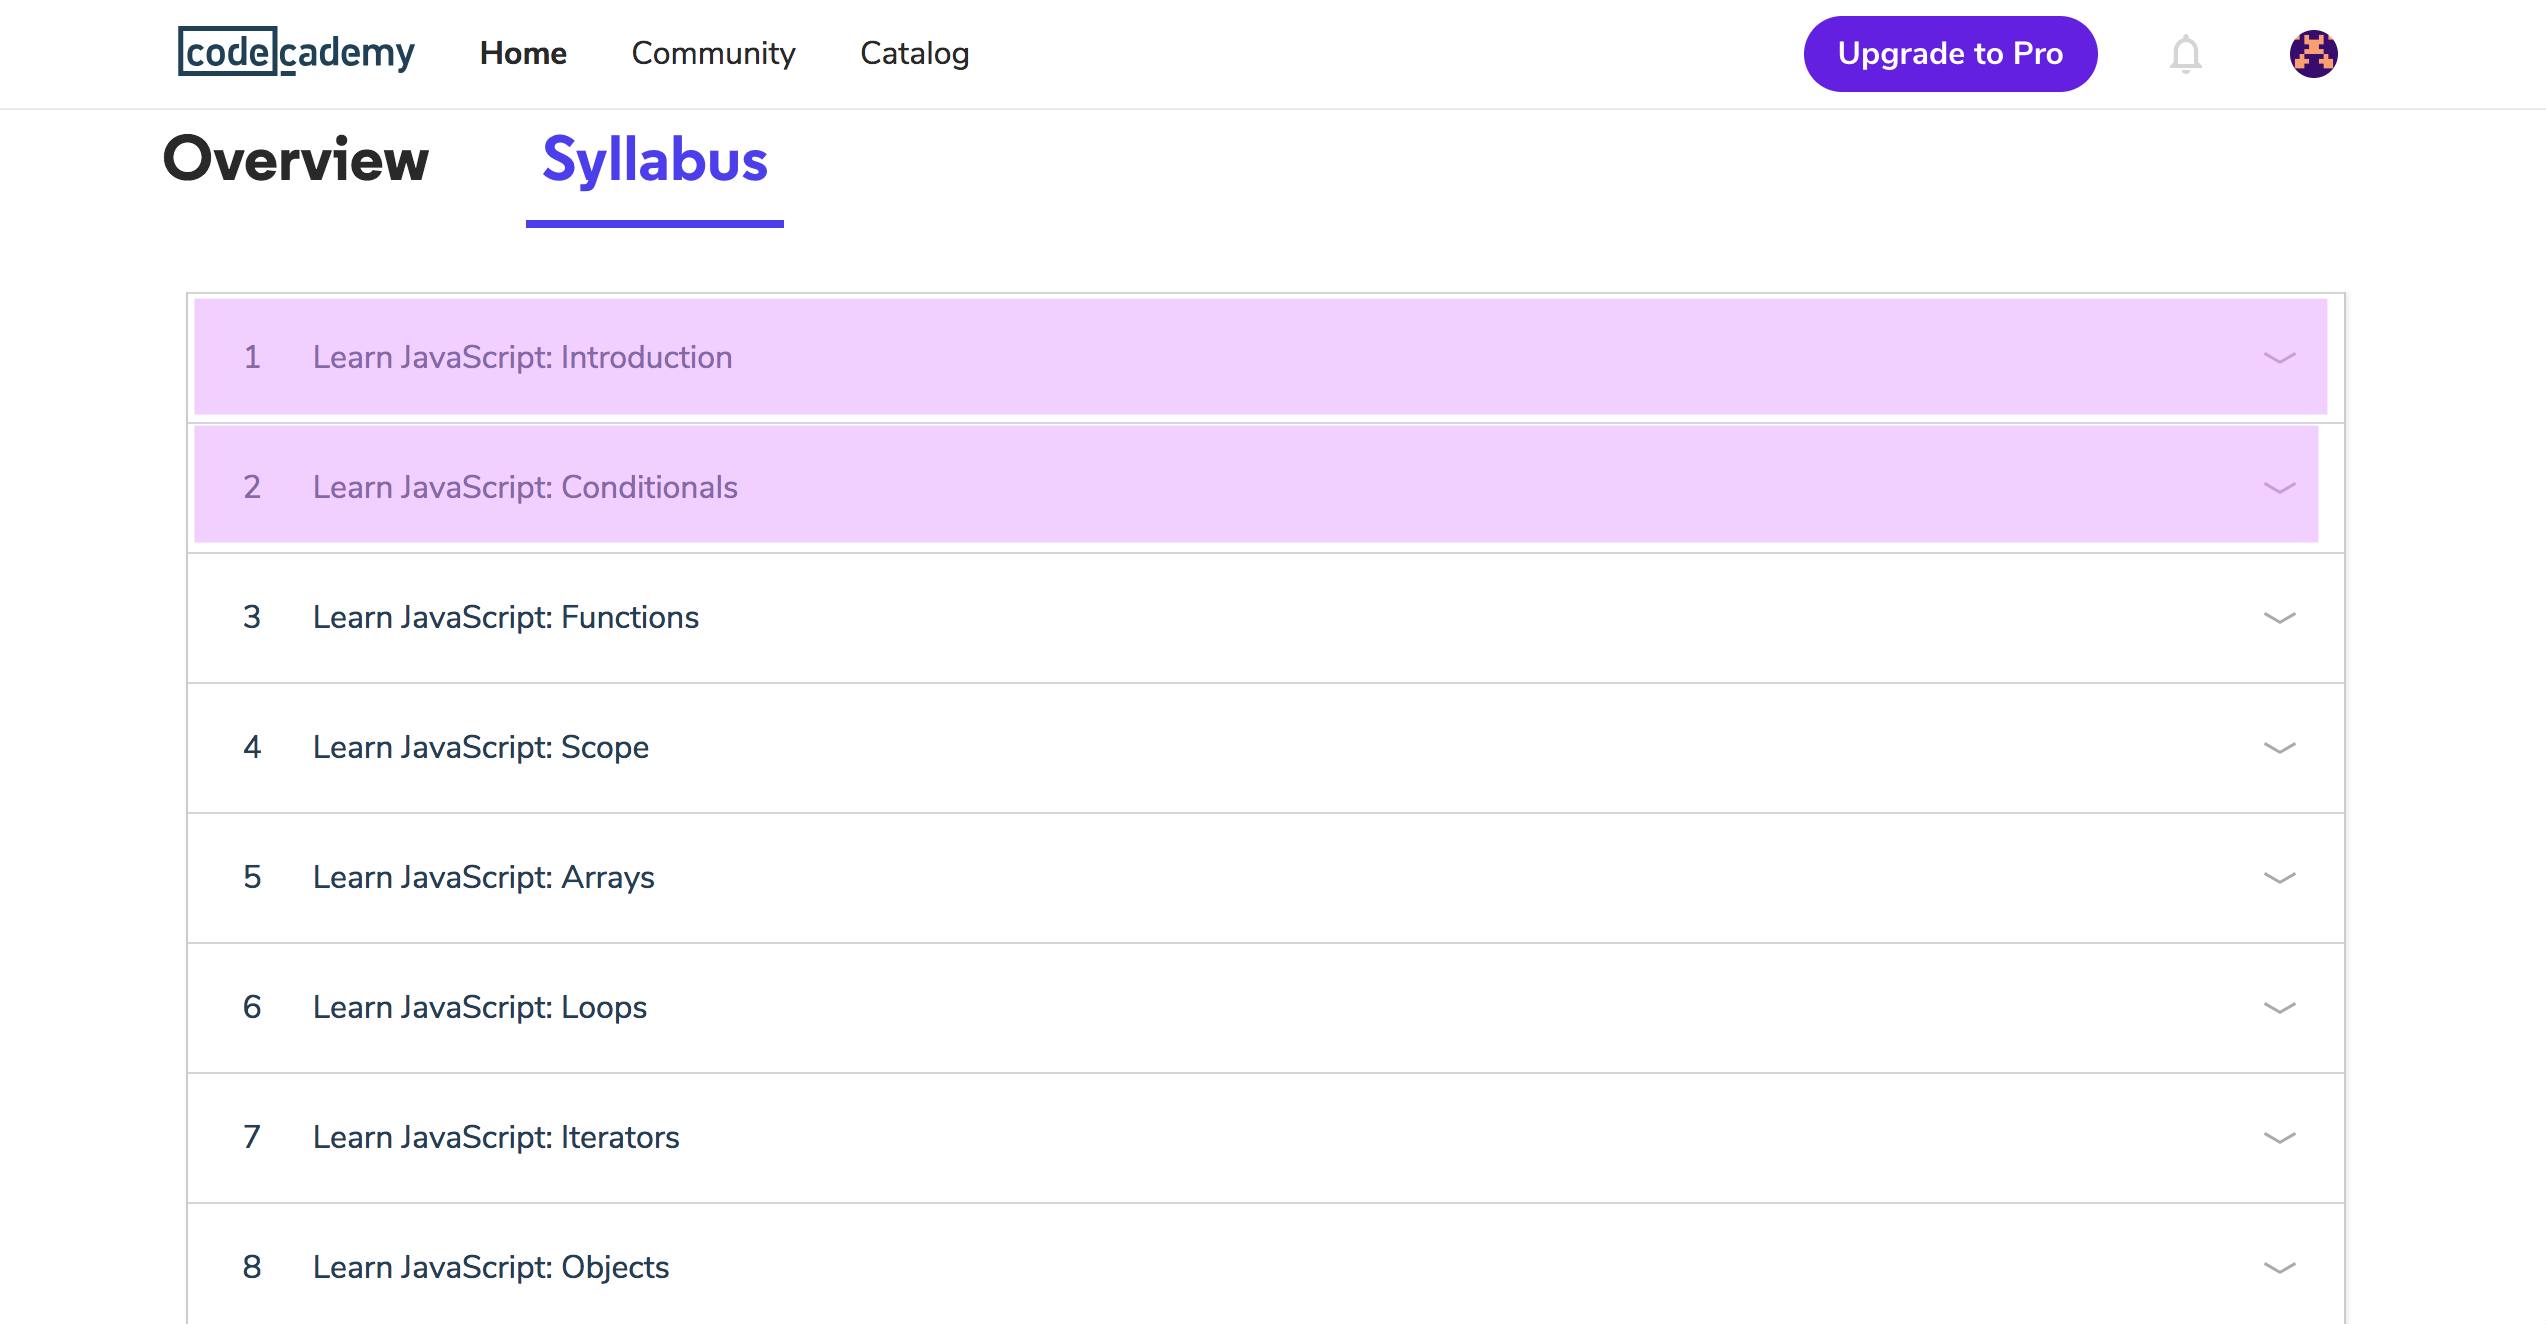 codecademy Home Community Catalog Upgrade to Pro
Overview Syllabus
1 Learn JavaScript: Introduction
2 Learn JavaScript: Conditionals
3 Learn JavaScript: Functions
4 Learn JavaScript: Scope
5 Learn JavaScript: Arrays
6 Learn JavaScript: Loops
7 Learn JavaScript: Iterators
8 Learn JavaScript: Objects